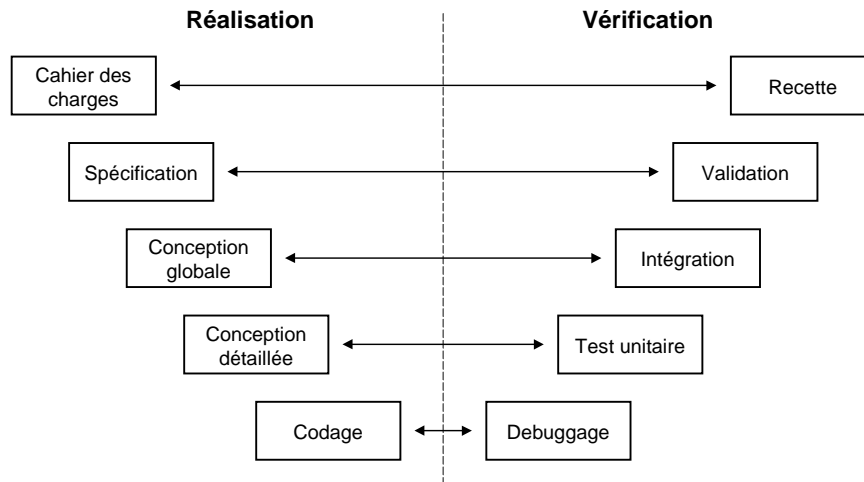 Réalisation
Vérification
Cahier des
charges
Recette
Spécification
Validation
Conception
globale
Intégration
Conception
détaillée
Test unitaire
Codage
Debuggage